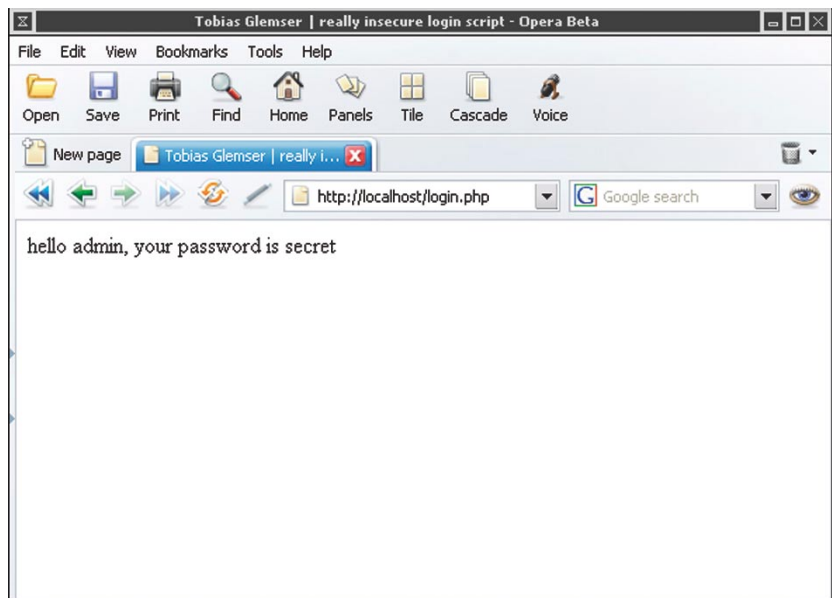 Tobias Glemser | really insecure login script - Opera Beta
File Edit View Bookmarks Tools Help
Open Save Print Find Home Panels Tile Cascade Voice
New page Tobias Glemser | really i...
http://localhost/login.php G Google search
hello admin, your password is secret